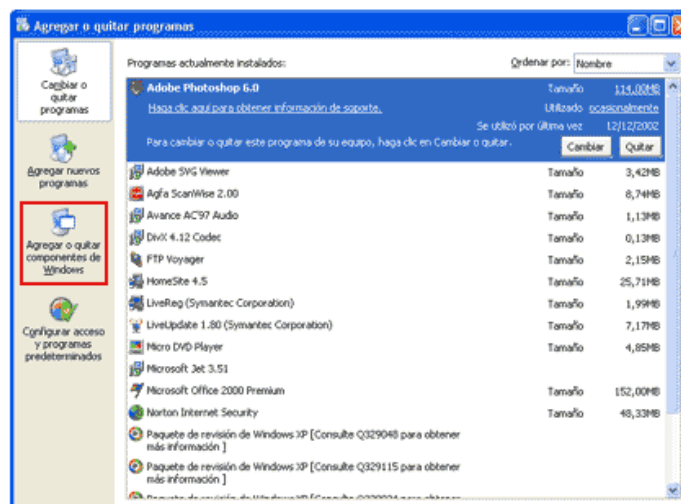 Agregar o quitar programas
Cambiar o
quitar
programas
Agregar nuevos
programas
Agregar o quitar
componentes de
Windows
Configurar acceso
y programas
predeterminados
Programas actualmente instalados:
Ordenar por: Nombre
Adobe Photoshop 6.0 Tamaño 114,00MB
Haga clic aquí para obtener información de soporte. Utilizado ocasionalmente
Se utilizó por última vez 12/12/2002
Para cambiar o quitar este programa de su equipo, haga clic en Cambiar o quitar. Cambiar Quitar
Adobe SVG Viewer Tamaño 3,42MB
Agfa ScanWise 2.00 Tamaño 8,74MB
Avance AC'97 Audio Tamaño 1,13MB
DivX 4.12 Codec Tamaño 0,13MB
FTP Voyager Tamaño 2,15MB
HomeSite 4.5 Tamaño 25,71MB
LiveReg (Symantec Corporation) Tamaño 1,99MB
LiveUpdate 1.80 (Symantec Corporation) Tamaño 7,17MB
Micro DVD Player Tamaño 4,85MB
Microsoft Jet 3.51
Microsoft Office 2000 Premium Tamaño 152,00MB
Norton Internet Security Tamaño 48,33MB
Paquete de revisión de Windows XP [Consulte Q329048 para obtener
más información ]
Paquete de revisión de Windows XP [Consulte Q329115 para obtener
más información ]